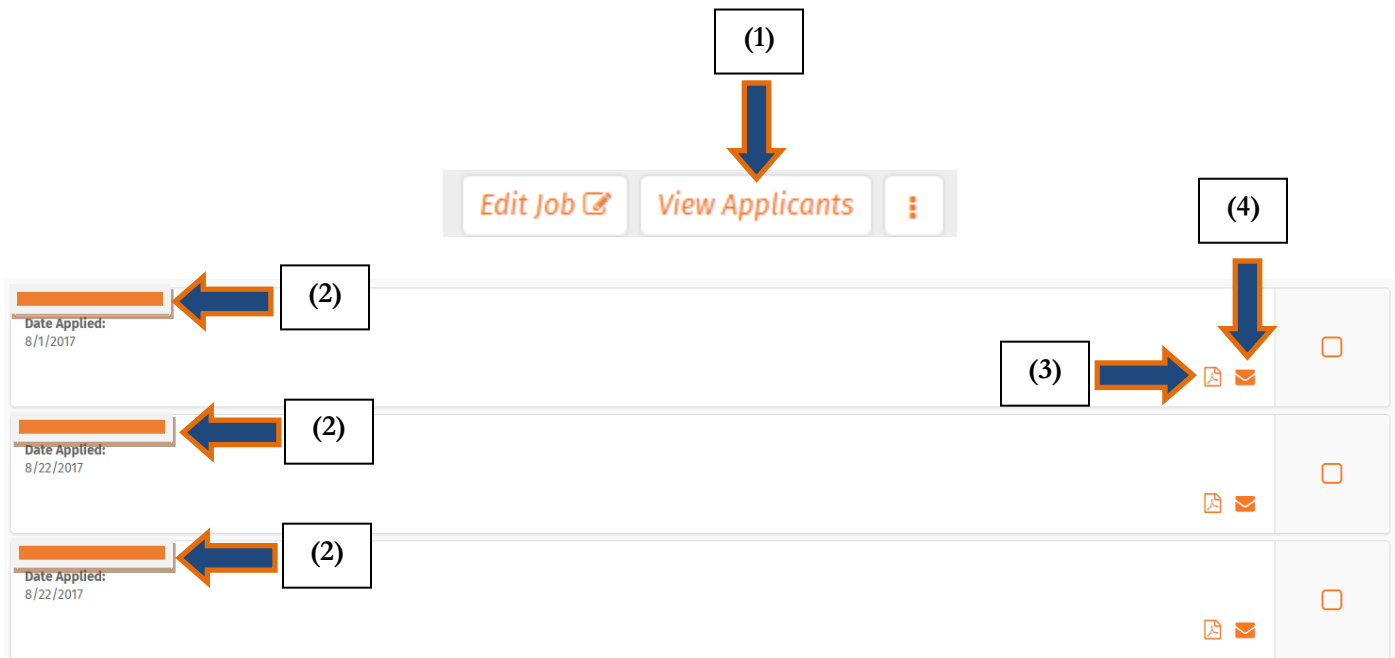 (1)
Edit Job View Applicants
(4)
(2)
Date Applied:
8/1/2017
(3)
(2)
Date Applied:
8/22/2017
(2)
Date Applied:
8/22/2017